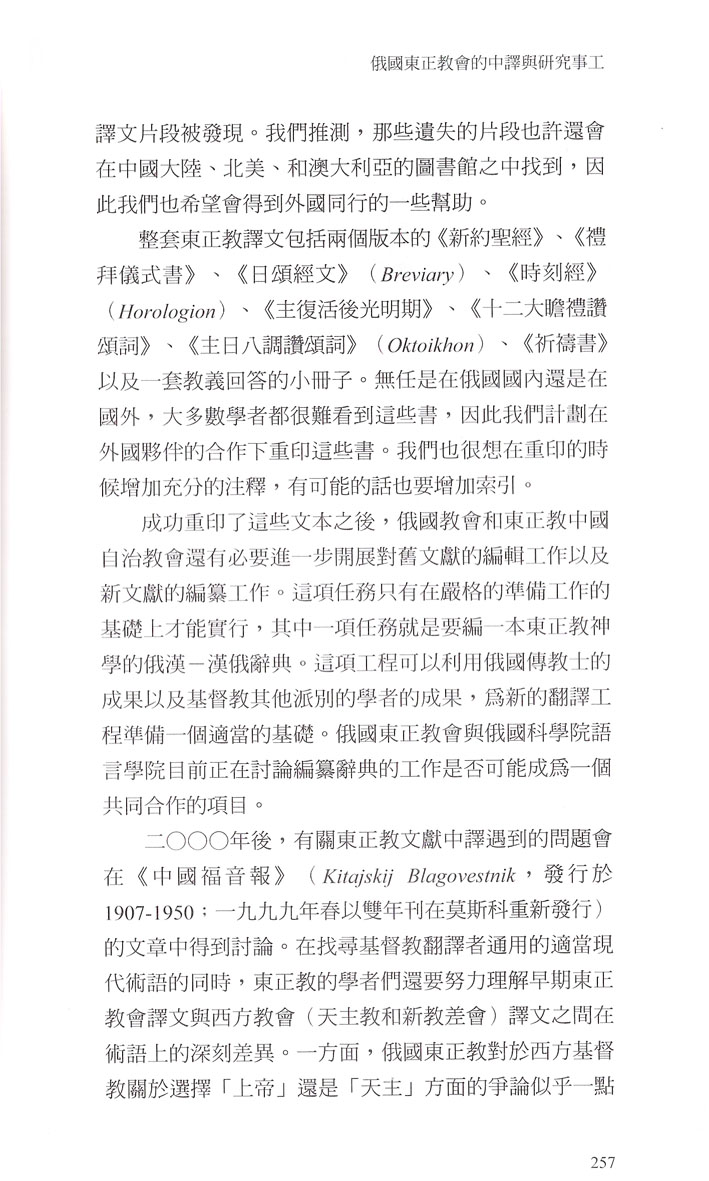 俄國東正教會的中譯與研究事工
譯文片段被發現。我們推測，那些遺失的片段也許還會
在中國大陸、北美、和澳大利亞的圖書館之中找到，因
此我們也希望會得到外國同行的一些幫助。
整套東正教譯文包括兩個版本的《新約聖經》、《禮
拜儀式書》、《日頌經文》（Breviary）、《時刻經》
（Horologion）、《主復活後光明期》、《十二大瞻禮讚
頌詞》、《主日八調讚頌詞》（Oktoikhon）、《祈禱書》
以及一套教義回答的小冊子。無任是在俄國國內還是在
國外，大多數學者都很難看到這些書，因此我們計劃在
外國夥伴的合作下重印這些書。我們也很想在重印的時
候增加充分的注釋，有可能的話也要增加索引。
成功重印了這些文本之後，俄國教會和東正教中國
自治教會還有必要進一步開展對舊文獻的編輯工作以及
新文獻的編纂工作。這項任務只有在嚴格的準備工作的
基礎上才能實行，其中一項任務就是要編一本東正教神
學的俄漢－漢俄辭典。這項工程可以利用俄國傳教士的
成果以及基督教其他派別的學者的成果，爲新的翻譯工
程準備一個適當的基礎。俄國東正教會與俄國科學院語
言學院目前正在討論編纂辭典的工作是否可能成爲一個
共同合作的項目。
二〇〇〇年後，有關東正教文獻中譯遇到的問題會
在《中國福音報》（Kitajskij Blagovestnik，發行於
1907-1950；一九九九年春以雙年刊在莫斯科重新發行）
的文章中得到討論。在找尋基督教翻譯者通用的適當現
代術語的同時，東正教的學者們還要努力理解早期東正
教會譯文與西方教會（天主教和新教差會）譯文之間在
術語上的深刻差異。一方面，俄國東正教對於西方基督
教關於選擇「上帝」還是「天主」方面的爭論似乎一點
257